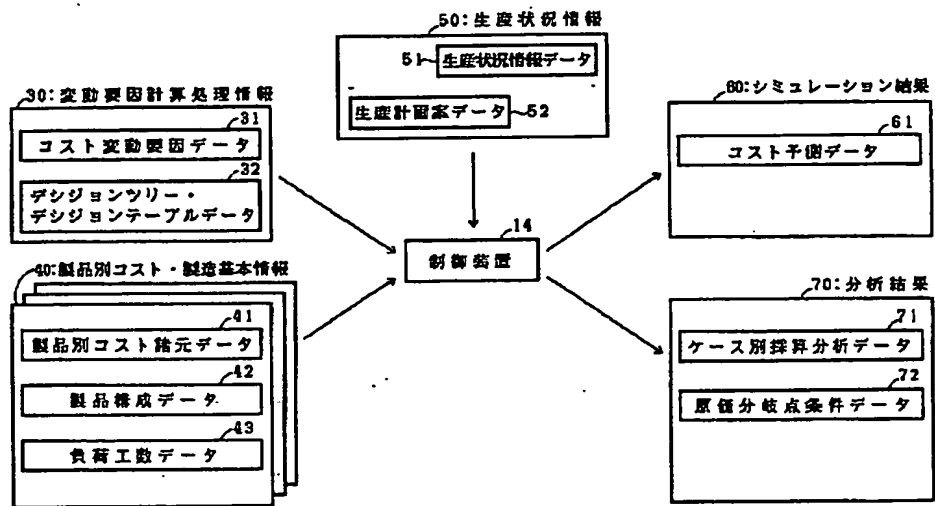 50:生産状況情報
51
生産状況情報データ
生産計画案データ
52
30:変動要因計算処理情報
31
コスト変動要因データ
32
デシジョンツリー・
デシジョンテーブルデータ
60:シミュレーション結果
61
コスト予測データ
14
制御装置
40:製品別コスト・製造基本情報
41
製品別コスト諸元データ
42
製品構成データ
43
負荷工数データ
70:分析結果
71
ケース別採算分析データ
72
原価分岐点条件データ